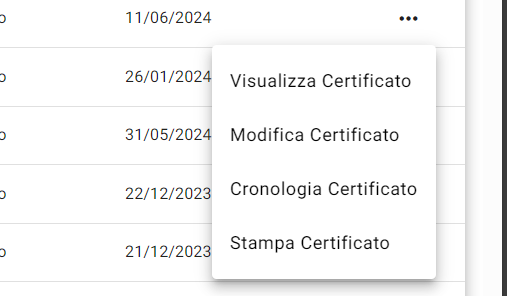 o 11/06/2024 •••
o 26/01/2024
Visualizza Certificato
o 31/05/2024
Modifica Certificato
Cronologia Certificato
o 22/12/2023
Stampa Certificato
o 21/12/2023